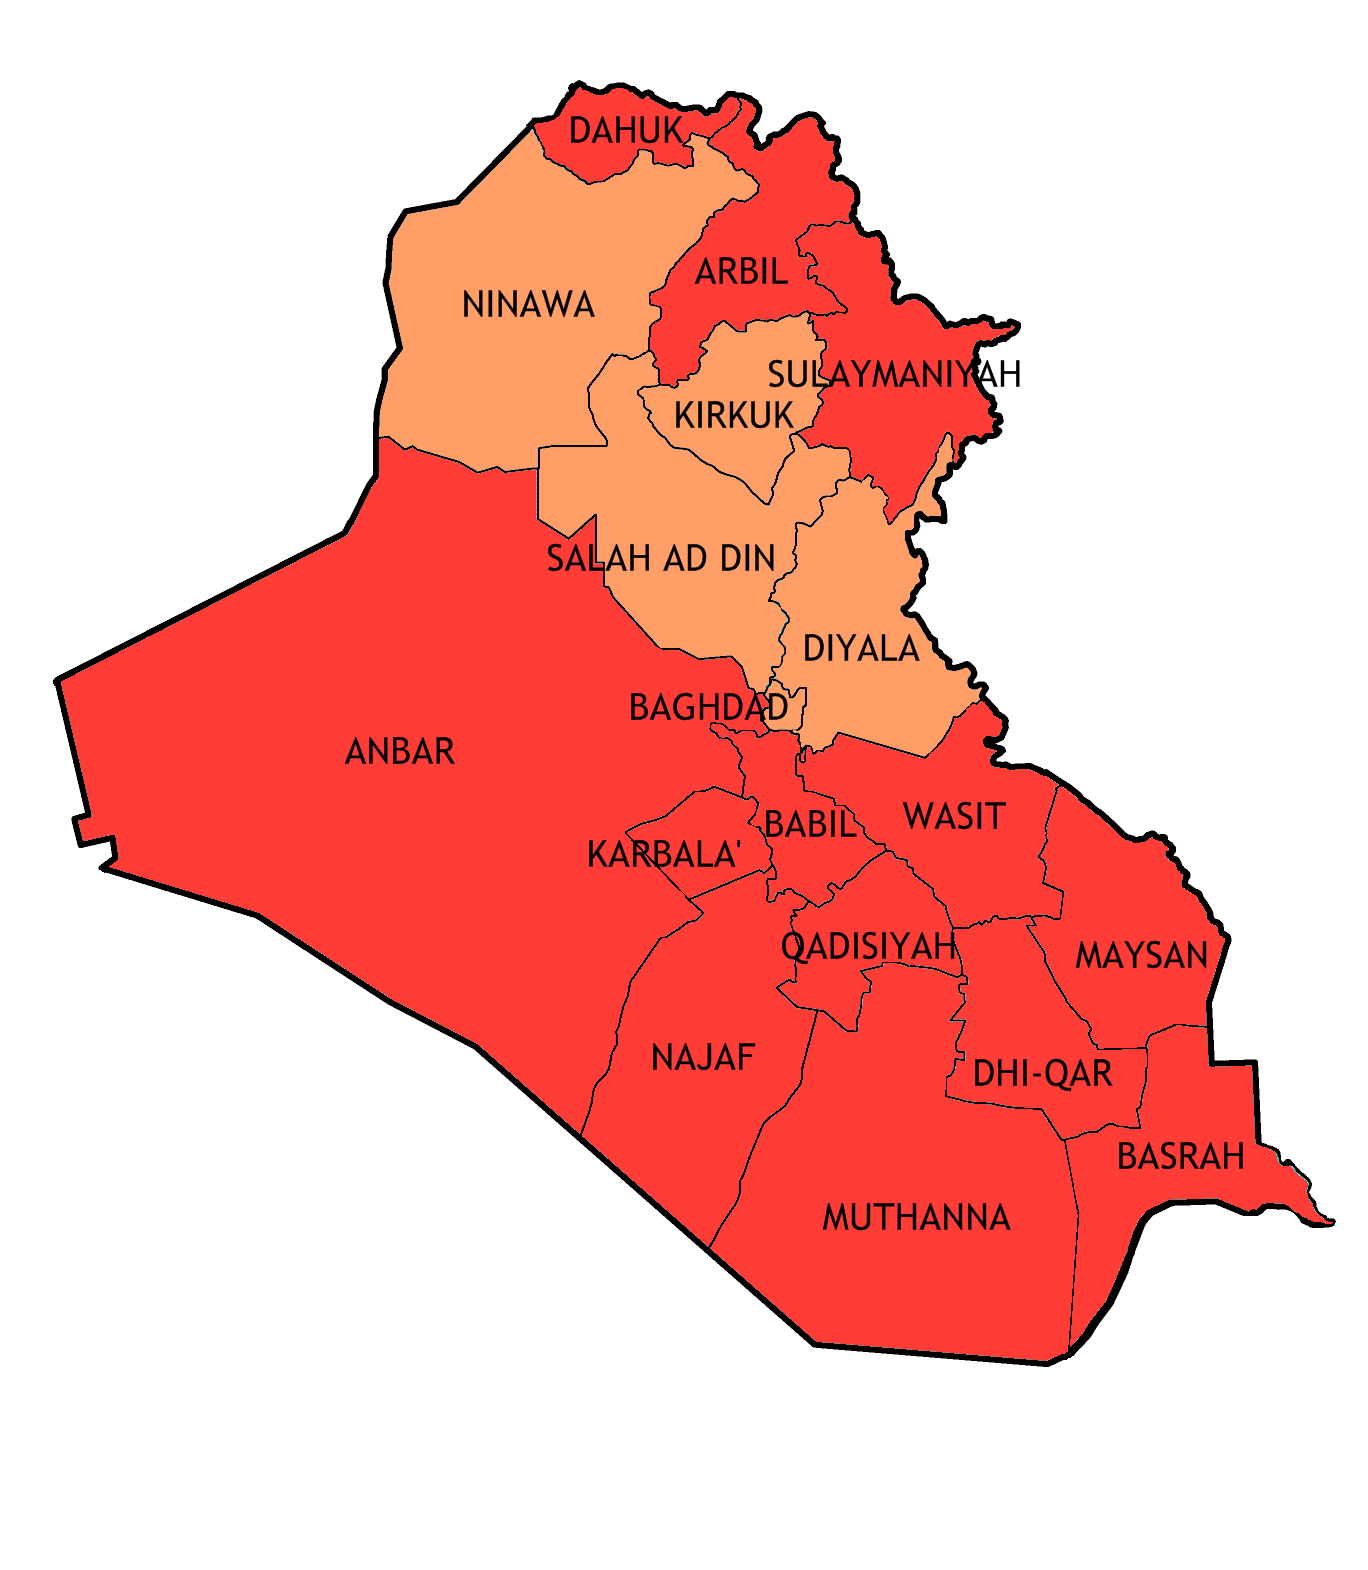 DAHUK
ARBIL
NINAWA
SULAYMANIYAH
KIRKUK
SALAH AD DIN
DIYALA
BAGHDAD
ANBAR
WASIT
BABIL
KARBALA'
QADISIYAH
MAYSAN
NAJAF
DHI-QAR
BASRAH
MUTHANNA